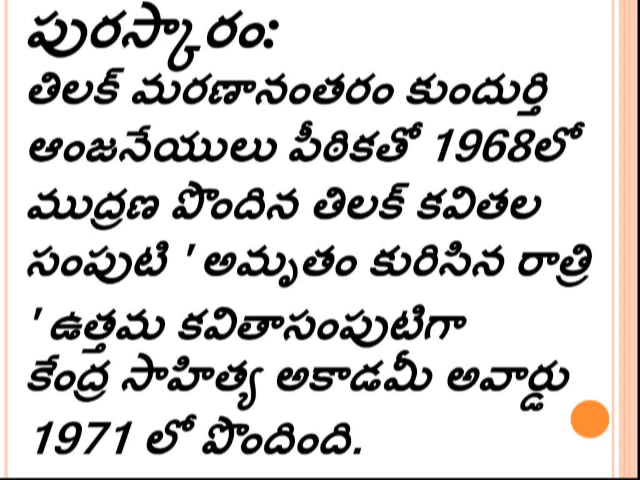 పురస్కారం:
తిలక్ మరణానంతరం కుందుర్తి
ఆంజనేయులు పీఠికతో 1968లో
ముద్రణ పొందిన తిలక్ కవితల
సంపుటి ' అమృతం కురిసిన రాత్రి
' ఉత్తమ కవితాసంపుటిగా
కేంద్ర సాహిత్య అకాడమీ అవార్డు
1971 లో పొందింది.